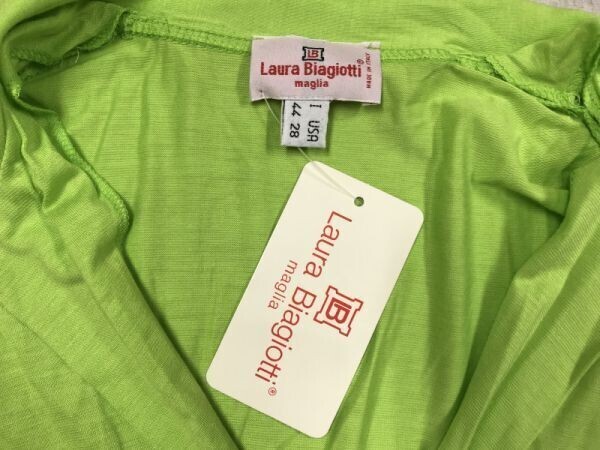 LB
Laura Biagiotti®
maglia
MADE IN ITALY
I USA
44 28
LB
Laura Biagiotti®
maglia